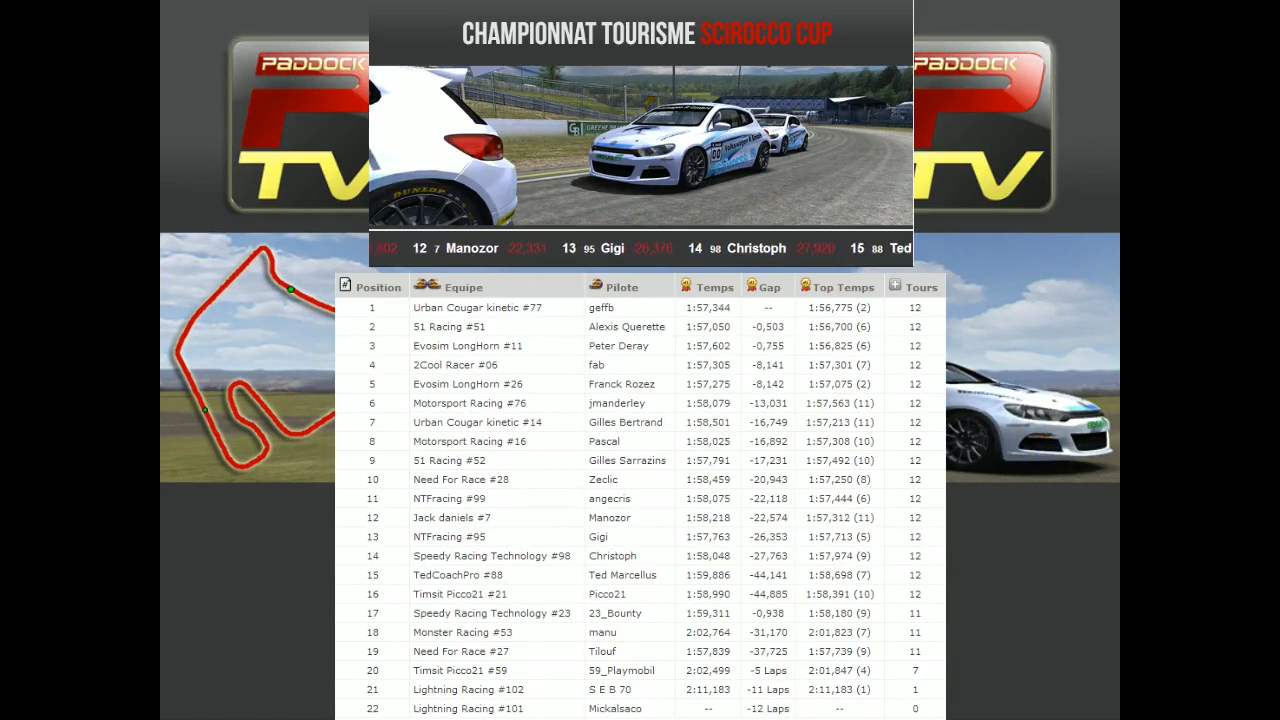 CHAMPIONNAT TOURISME SCIROCCO CUP
PADDOCK
TV
PADDOCK
TV
GREENE
DUNLOP
00
12 7 Manozor -22,331 13 95 Gigi -26,376 14 98 Christoph -27,920 15 88 Ted
# Position Equipe Pilote Temps Gap Top Temps Tours
1 Urban Cougar kinetic #77 geffb 1:57,344 -- 1:56,775 (2) 12
2 51 Racing #51 Alexis Querette 1:57,050 -0,503 1:56,700 (6) 12
3 Evosim LongHorn #11 Peter Deray 1:57,602 -0,755 1:56,825 (6) 12
4 2Cool Racer #06 fab 1:57,305 -8,141 1:57,301 (7) 12
5 Evosim LongHorn #26 Franck Rozez 1:57,275 -8,142 1:57,075 (2) 12
6 Motorsport Racing #76 jmanderley 1:58,079 -13,031 1:57,563 (11) 12
7 Urban Cougar kinetic #14 Gilles Bertrand 1:58,501 -16,749 1:57,213 (11) 12
8 Motorsport Racing #16 Pascal 1:58,025 -16,892 1:57,308 (10) 12
9 51 Racing #52 Gilles Sarrazins 1:57,791 -17,231 1:57,492 (10) 12
10 Need For Race #28 Zeclic 1:58,459 -20,943 1:57,250 (8) 12
11 NTFracing #99 angecris 1:58,075 -22,118 1:57,444 (6) 12
12 Jack daniels #7 Manozor 1:58,218 -22,574 1:57,312 (11) 12
13 NTFracing #95 Gigi 1:57,763 -26,353 1:57,713 (5) 12
14 Speedy Racing Technology #98 Christoph 1:58,048 -27,763 1:57,974 (9) 12
15 TedCoachPro #88 Ted Marcellus 1:59,886 -44,141 1:58,698 (7) 12
16 Timsit Picco21 #21 Picco21 1:58,990 -44,885 1:58,391 (10) 12
17 Speedy Racing Technology #23 23_Bounty 1:59,311 -0,938 1:58,180 (9) 11
18 Monster Racing #53 manu 2:02,764 -31,170 2:01,823 (7) 11
19 Need For Race #27 Tilouf 1:57,839 -37,725 1:57,739 (9) 11
20 Timsit Picco21 #59 59_Playmobil 2:02,499 -5 Laps 2:01,847 (4) 7
21 Lightning Racing #102 S E B 70 2:11,183 -11 Laps 2:11,183 (1) 1
22 Lightning Racing #101 Mickalsaco -- -12 Laps -- 0